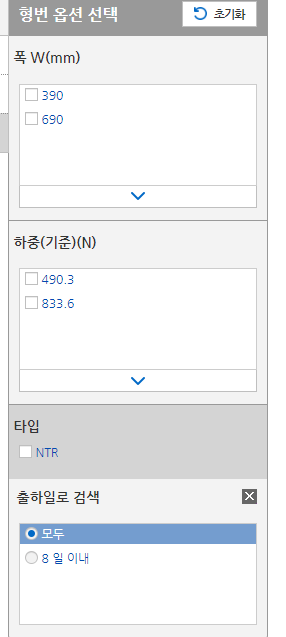 형번 옵션 선택
초기화
폭 W(mm)
390
690
하중(기준)(N)
490.3
833.6
타입
NTR
출하일로 검색
모두
8 일 이내